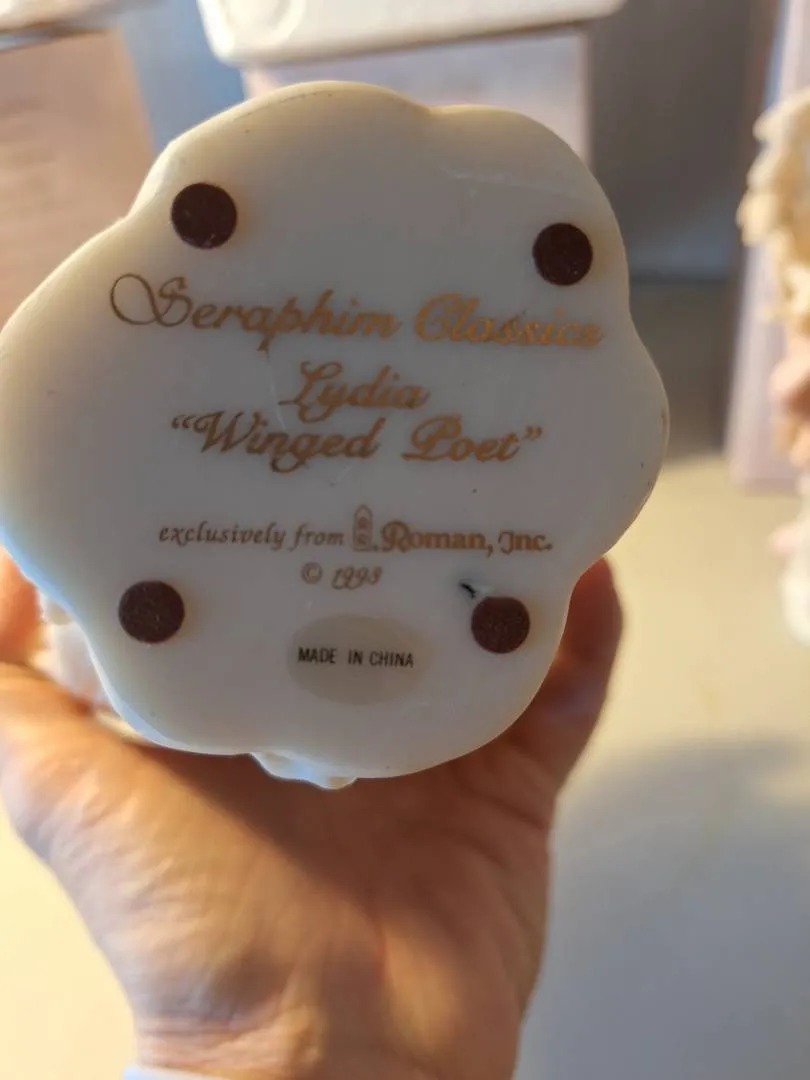 Seraphim Classics
Lydia
“Winged Poet”
exclusively from Roman, Inc.
© 1993
MADE IN CHINA